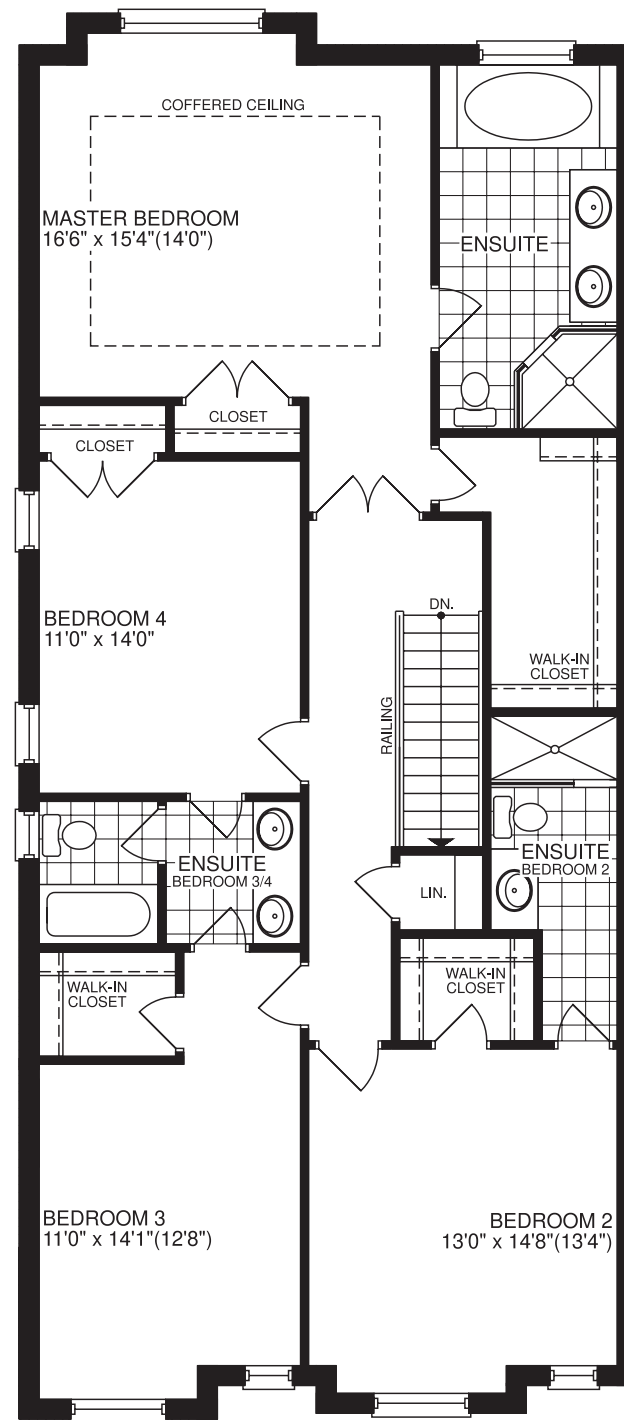 COFFERED CEILING
MASTER BEDROOM
16'6" x 15'4"(14'0")
ENSUITE
CLOSET
CLOSET
BEDROOM 4
11'0" x 14'0"
DN.
RAILING
WALK-IN
CLOSET
ENSUITE
BEDROOM 3/4
ENSUITE
BEDROOM 2
LIN.
WALK-IN
CLOSET
WALK-IN
CLOSET
BEDROOM 3
11'0" x 14'1"(12'8")
BEDROOM 2
13'0" x 14'8"(13'4")